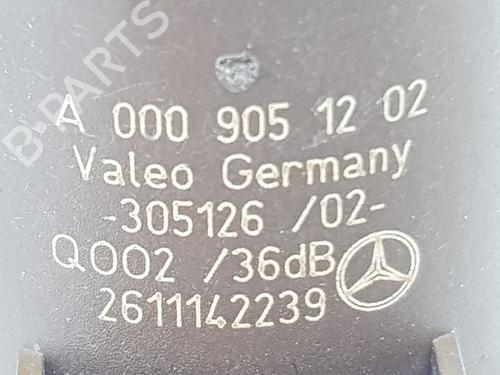 B-PARTS
A 000 905 12 02
Valeo Germany
-305126 /02-
Q002 /36dB
2611142239